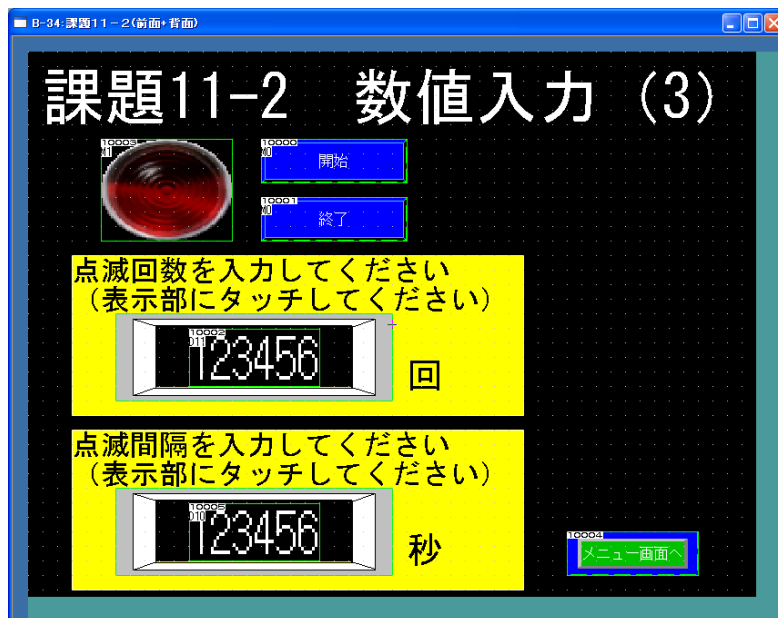 B-34:課題11-2(前面+背面)
課題11-2　数値入力（3）
10003
10000
M0
開始
10001
M0
終了
点滅回数を入力してください
（表示部にタッチしてください）
10002
D11
123456
回
点滅間隔を入力してください
（表示部にタッチしてください）
10005
D10
123456
秒
10004
メニュー画面へ